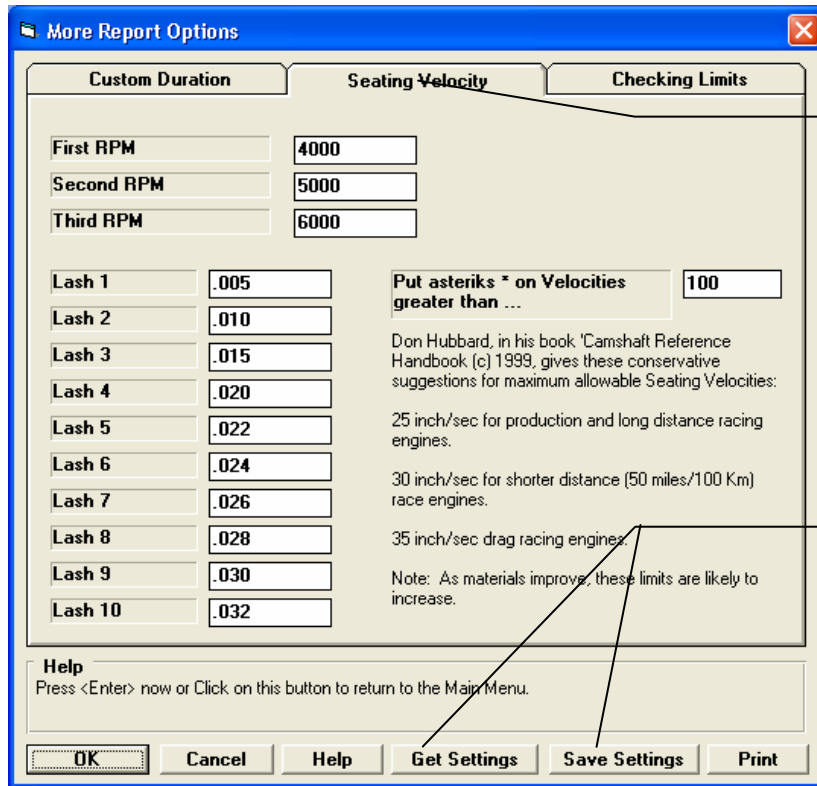 More Report Options
Custom Duration
Seating Velocity
Checking Limits
First RPM
4000
Second RPM
5000
Third RPM
6000
Lash 1
.005
Lash 2
.010
Lash 3
.015
Lash 4
.020
Lash 5
.022
Lash 6
.024
Lash 7
.026
Lash 8
.028
Lash 9
.030
Lash 10
.032
Put asteriks * on Velocities
greater than ...
100
Don Hubbard, in his book 'Camshaft Reference
Handbook (c) 1999, gives these conservative
suggestions for maximum allowable Seating Velocities:
25 inch/sec for production and long distance racing
engines.
30 inch/sec for shorter distance (50 miles/100 Km)
race engines.
35 inch/sec drag racing engines.
Note: As materials improve, these limits are likely to
increase.
Help
Press <Enter> now or Click on this button to return to the Main Menu.
OK
Cancel
Help
Get Settings
Save Settings
Print